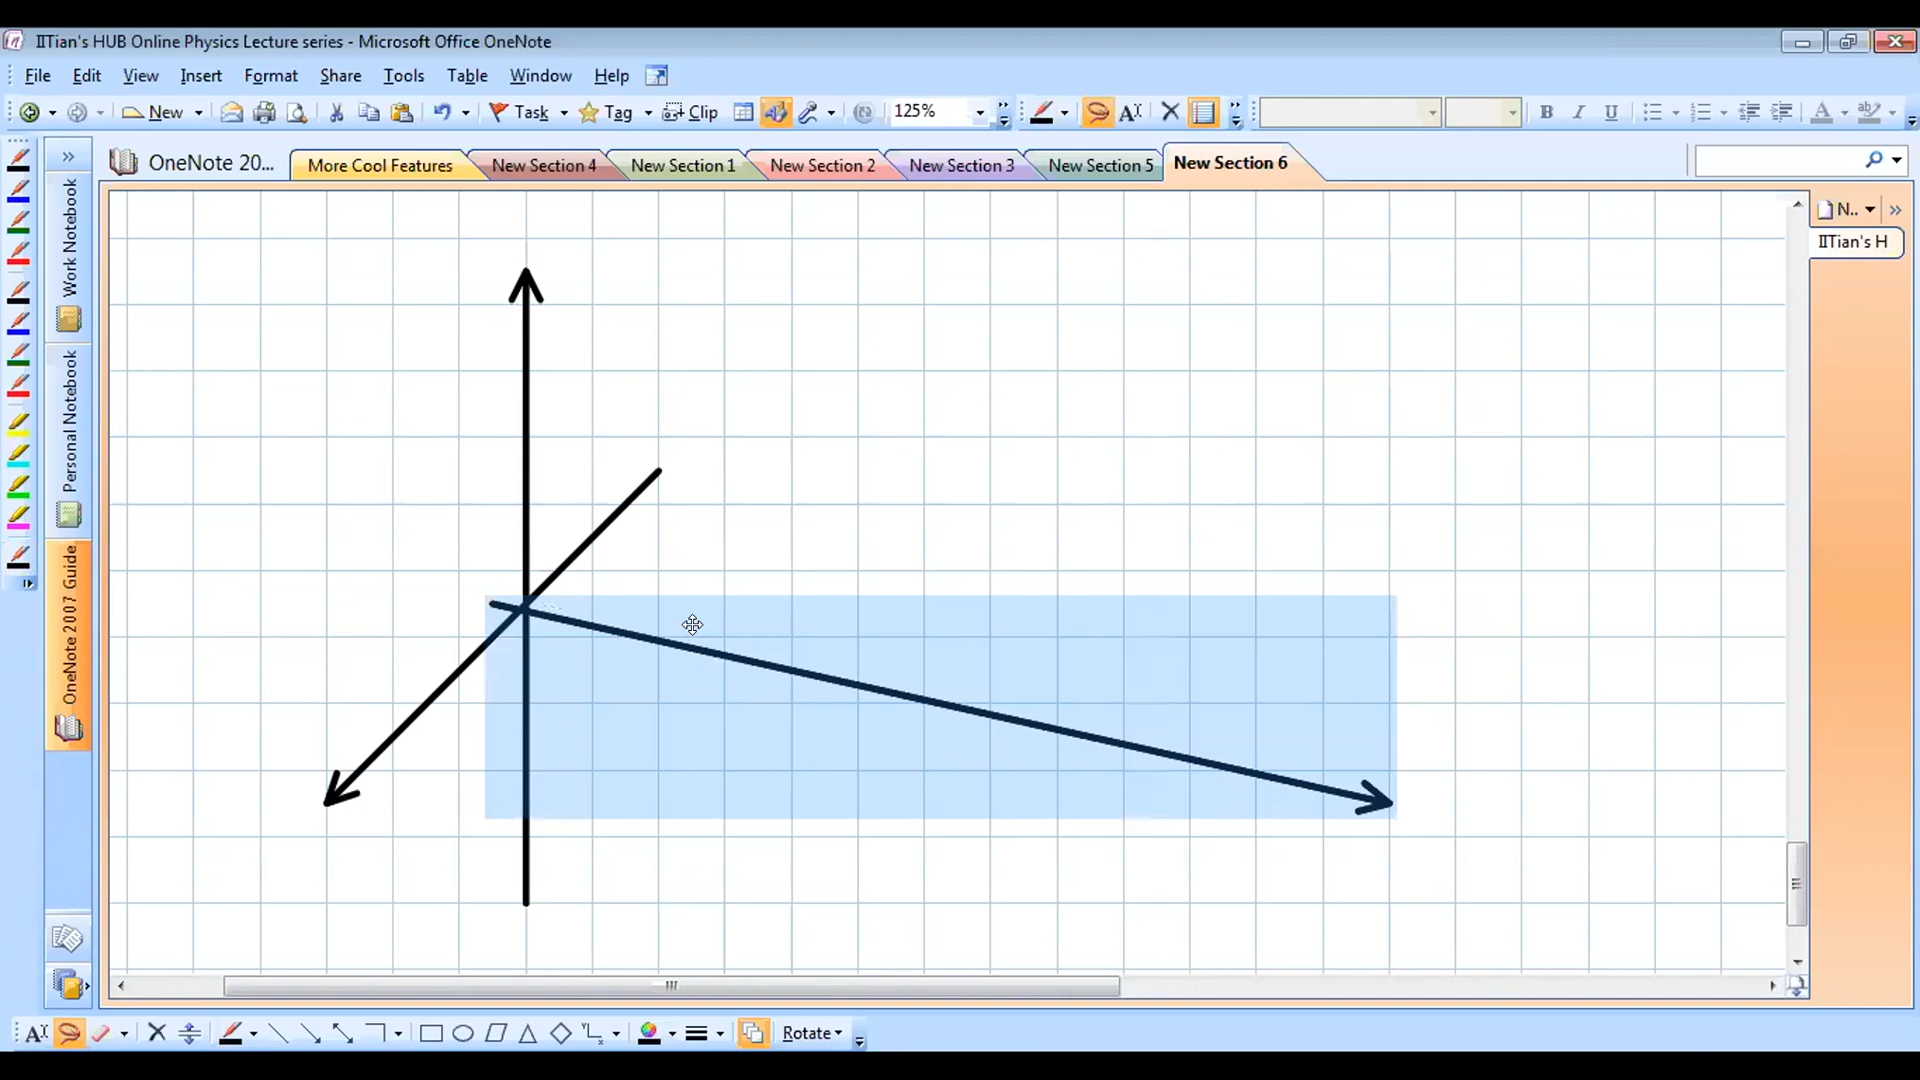 IITian's HUB Online Physics Lecture series - Microsoft Office OneNote
File Edit View Insert Format Share Tools Table Window Help
New Task Tag Clip 125% B I U A ab
OneNote 20... More Cool Features New Section 4 New Section 1 New Section 2 New Section 3 New Section 5 New Section 6
N..
IITian's H
Work Notebook
Personal Notebook
OneNote 2007 Guide
Rotate